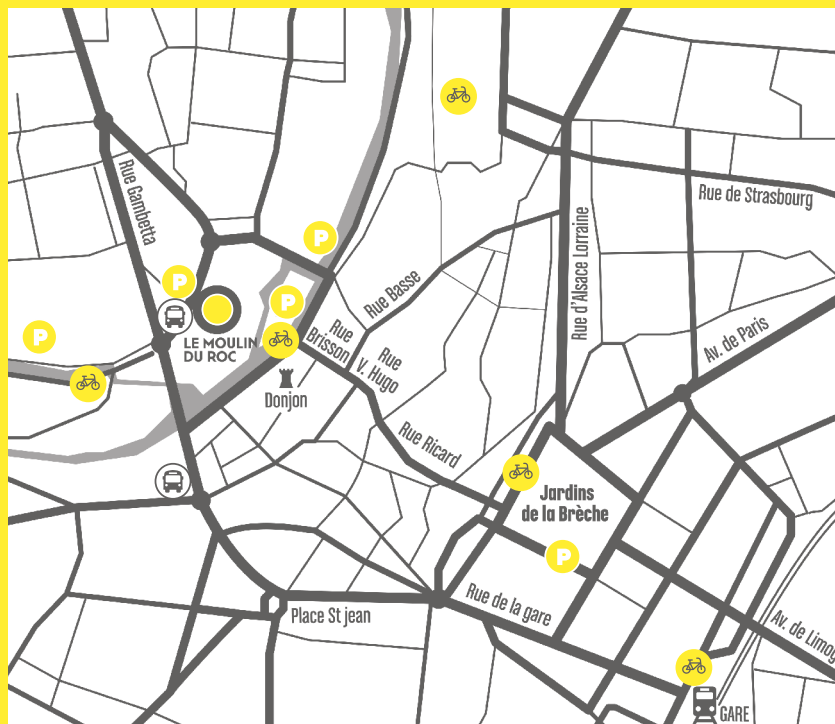 Rue Gambetta
Rue de Strasbourg
P
P
P
P
Rue Basse
Rue d'Alsace Lorraine
LE MOULIN
DU ROC
Rue
Brisson
Rue
V. Hugo
Av. de Paris
Donjon
Rue Ricard
Jardins
de la Brèche
P
Rue de la gare
Place St jean
Av. de Limog
GARE